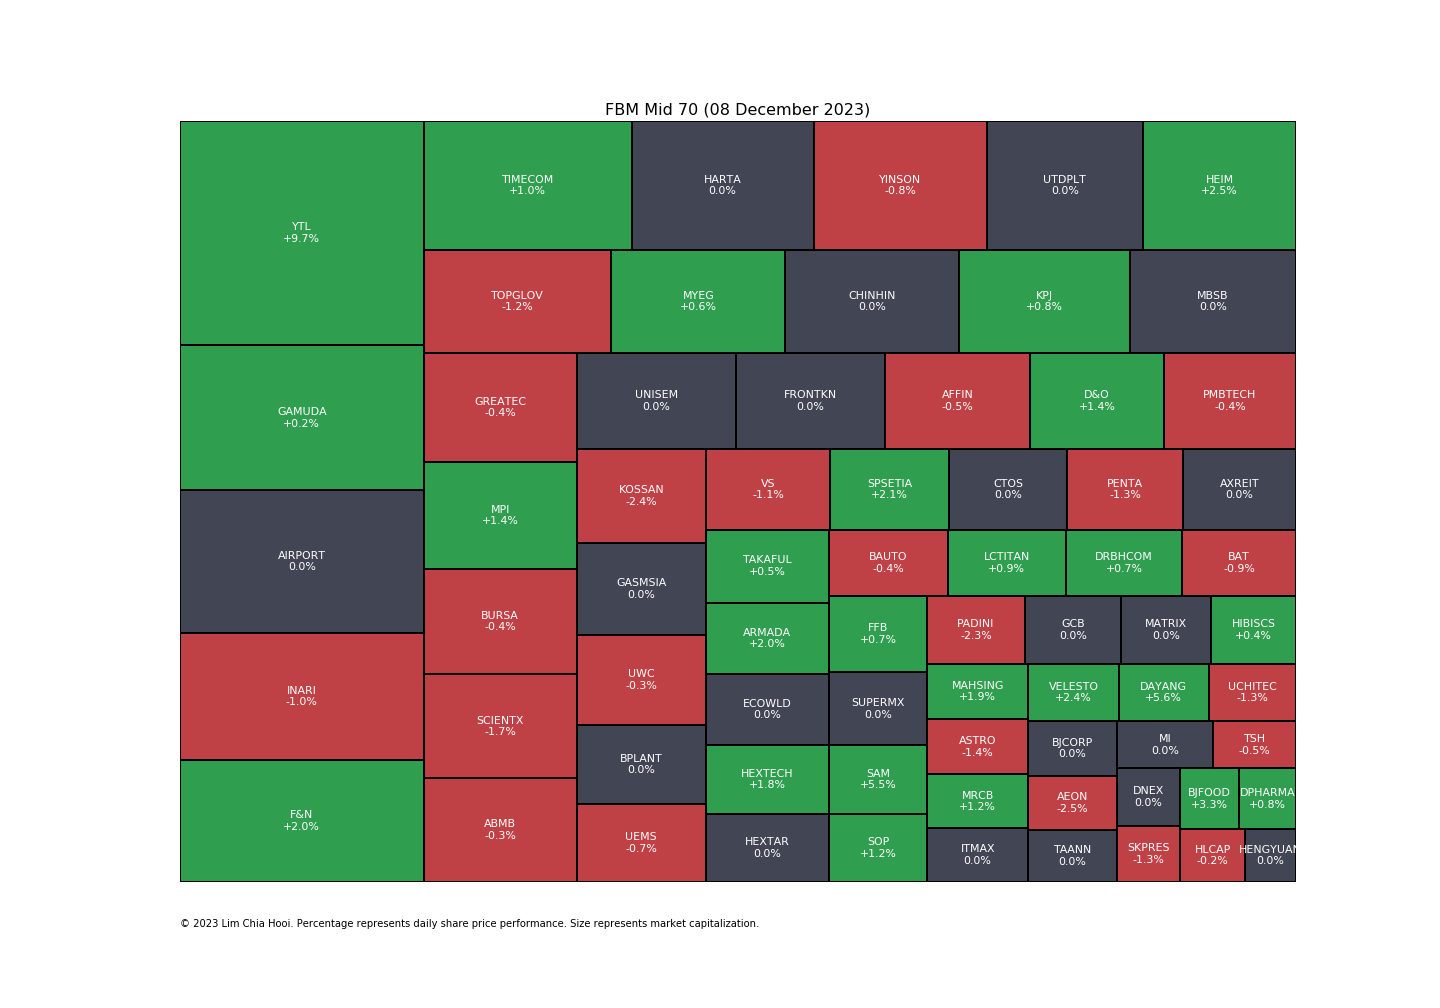 FBM Mid 70 (08 December 2023)
YTL
+9.7%
GAMUDA
+0.2%
AIRPORT
0.0%
INARI
-1.0%
F&N
+2.0%
TIMECOM
+1.0%
HARTA
0.0%
YINSON
-0.8%
UTDPLT
0.0%
HEIM
+2.5%
TOPGLOV
-1.2%
MYEG
+0.6%
CHINHIN
0.0%
KPJ
+0.8%
MBSB
0.0%
GREATEC
-0.4%
MPI
+1.4%
BURSA
-0.4%
SCIENTX
-1.7%
ABMB
-0.3%
UNISEM
0.0%
FRONTKN
0.0%
AFFIN
-0.5%
D&O
+1.4%
PMBTECH
-0.4%
KOSSAN
-2.4%
GASMSIA
0.0%
UWC
-0.3%
BPLANT
0.0%
UEMS
-0.7%
VS
-1.1%
SPSETIA
+2.1%
CTOS
0.0%
PENTA
-1.3%
AXREIT
0.0%
TAKAFUL
+0.5%
ARMADA
+2.0%
ECOWLD
0.0%
HEXTECH
+1.8%
HEXTAR
0.0%
BAUTO
-0.4%
LCTITAN
+0.9%
DRBHCOM
+0.7%
BAT
-0.9%
FFB
+0.7%
SUPERMX
0.0%
SAM
+5.5%
SOP
+1.2%
PADINI
-2.3%
GCB
0.0%
MATRIX
0.0%
HIBISCS
+0.4%
MAHSING
+1.9%
ASTRO
-1.4%
MRCB
+1.2%
ITMAX
0.0%
VELESTO
+2.4%
DAYANG
+5.6%
UCHITEC
-1.3%
BJCORP
0.0%
AEON
-2.5%
TAANN
0.0%
MI
0.0%
TSH
-0.5%
DNEX
0.0%
SKPRES
-1.3%
BJFOOD
+3.3%
DPHARMA
+0.8%
HLCAP
-0.2%
HENGYUAN
0.0%
© 2023 Lim Chia Hooi. Percentage represents daily share price performance. Size represents market capitalization.